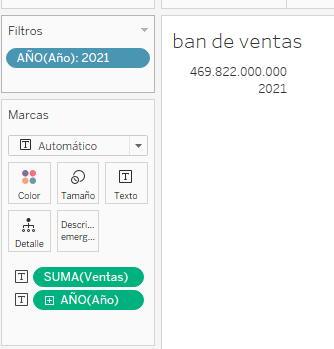 Filtros
AÑO(Año): 2021
Marcas
Automático
Color
Tamaño
Texto
Detalle
Descri...
emerg...
SUMA(Ventas)
AÑO(Año)
ban de ventas
469.822.000.000
2021